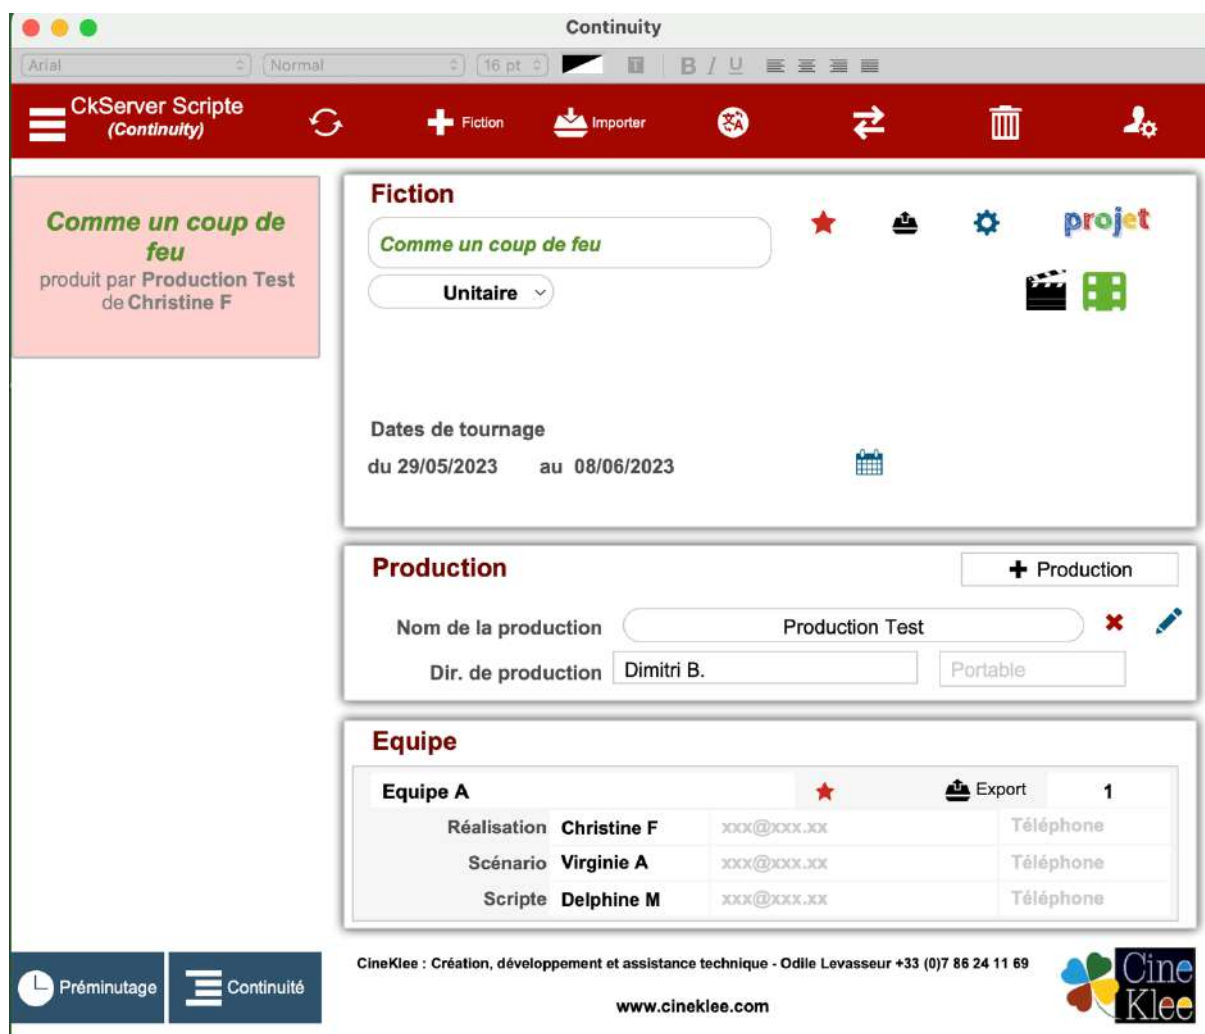 Continuity
Arial Normal 16 pt B I U
CkServer Scripte
(Continuity)
Fiction Importer
Comme un coup de
feu
produit par Production Test
de Christine F
Fiction
Comme un coup de feu
projet
Unitaire
Dates de tournage
du 29/05/2023 au 08/06/2023
Production
+ Production
Nom de la production Production Test
Dir. de production Dimitri B. Portable
Equipe
Equipe A Export 1
Réalisation Christine F xxx@xxx.xx Téléphone
Scénario Virginie A xxx@xxx.xx Téléphone
Scripte Delphine M xxx@xxx.xx Téléphone
Préminutage Continuité
CineKlee : Création, développement et assistance technique - Odile Levasseur +33 (0)7 86 24 11 69
www.cineklee.com
Cine
Klee